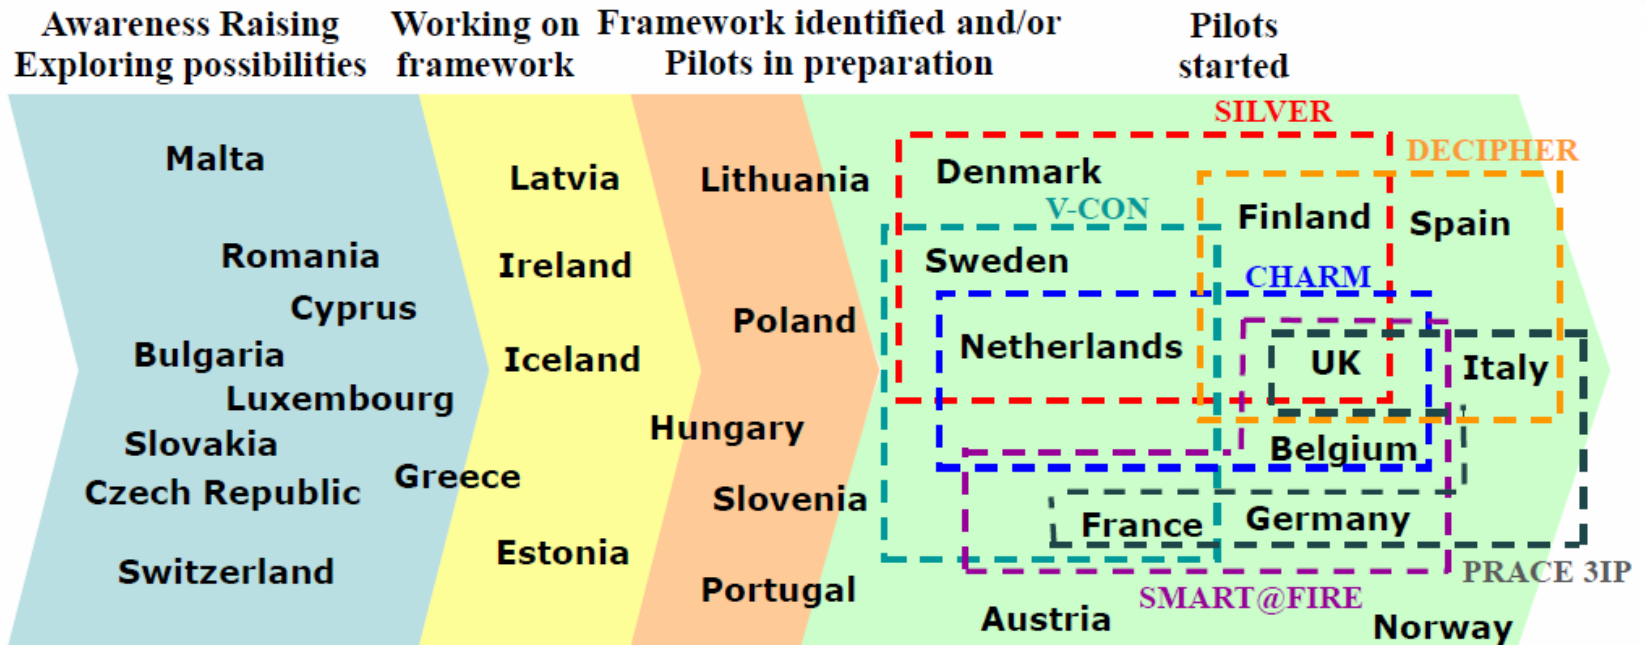 Awareness Raising
Exploring possibilities
Working on
framework
Framework identified and/or
Pilots in preparation
Pilots
started
Malta
Romania
Cyprus
Bulgaria
Luxembourg
Slovakia
Czech Republic
Switzerland
Greece
Latvia
Ireland
Iceland
Estonia
Lithuania
Poland
Hungary
Slovenia
Portugal
SILVER
DECIPHER
Denmark
V-CON
Finland
Spain
Sweden
CHARM
Netherlands
UK
Italy
Belgium
France
Germany
PRACE 3IP
SMART@FIRE
Austria
Norway